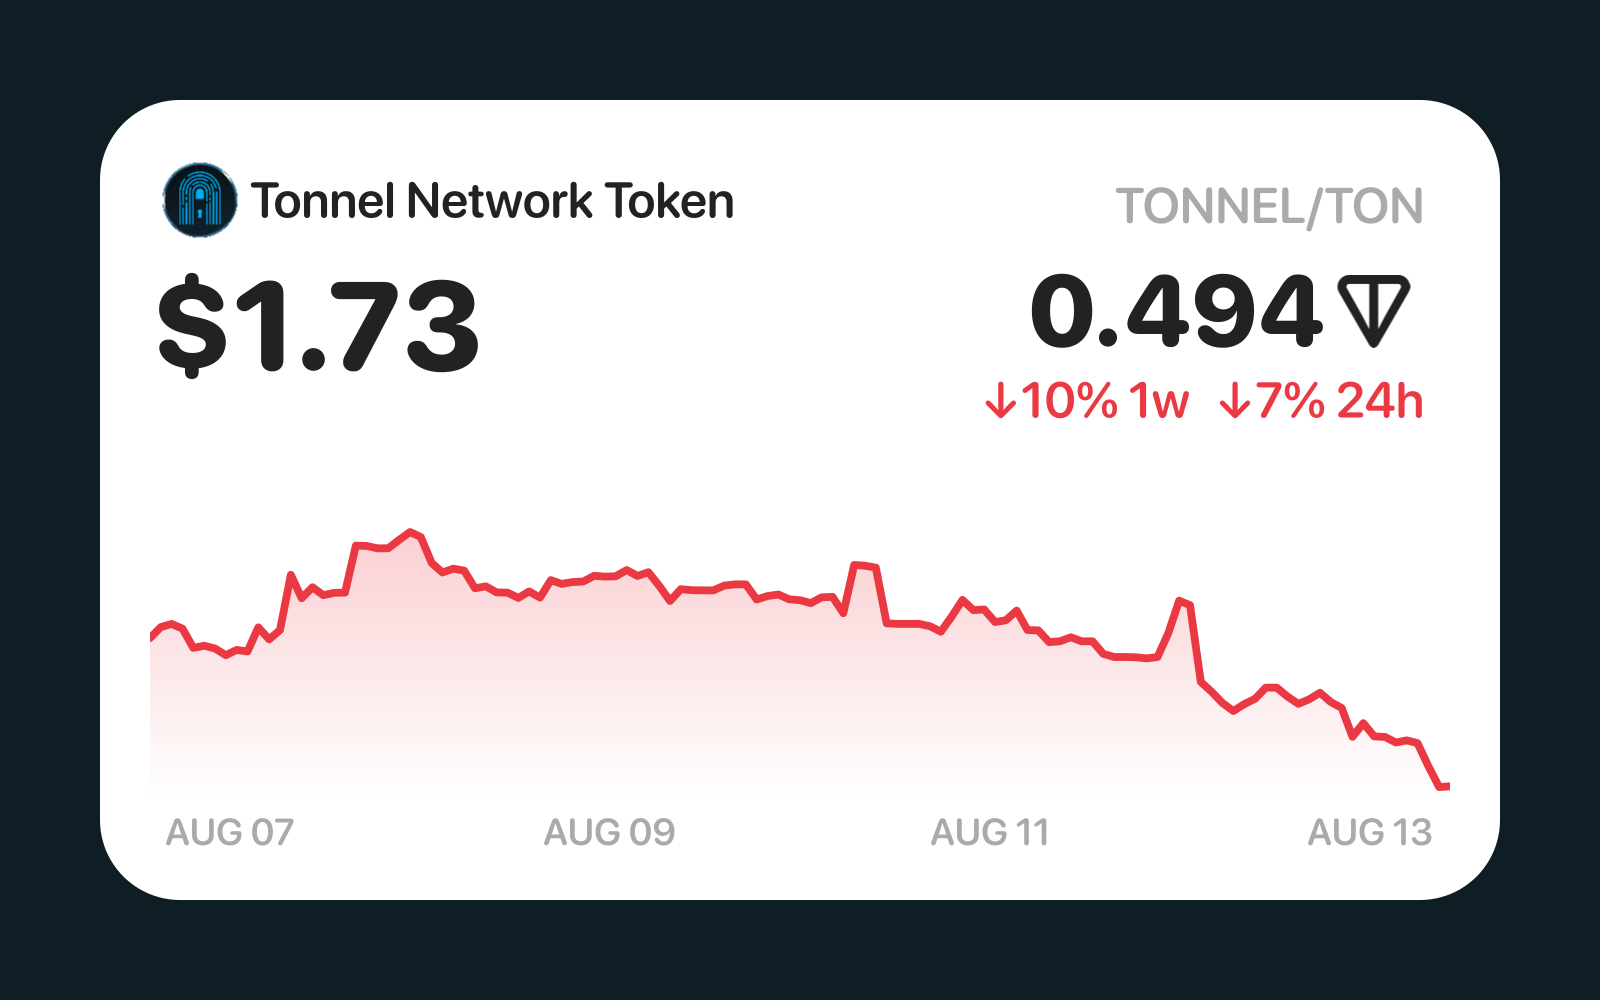 Tonnel Network Token
TONNEL/TON
$1.73
0.494
↓10% 1w ↓7% 24h
AUG 07
AUG 09
AUG 11
AUG 13